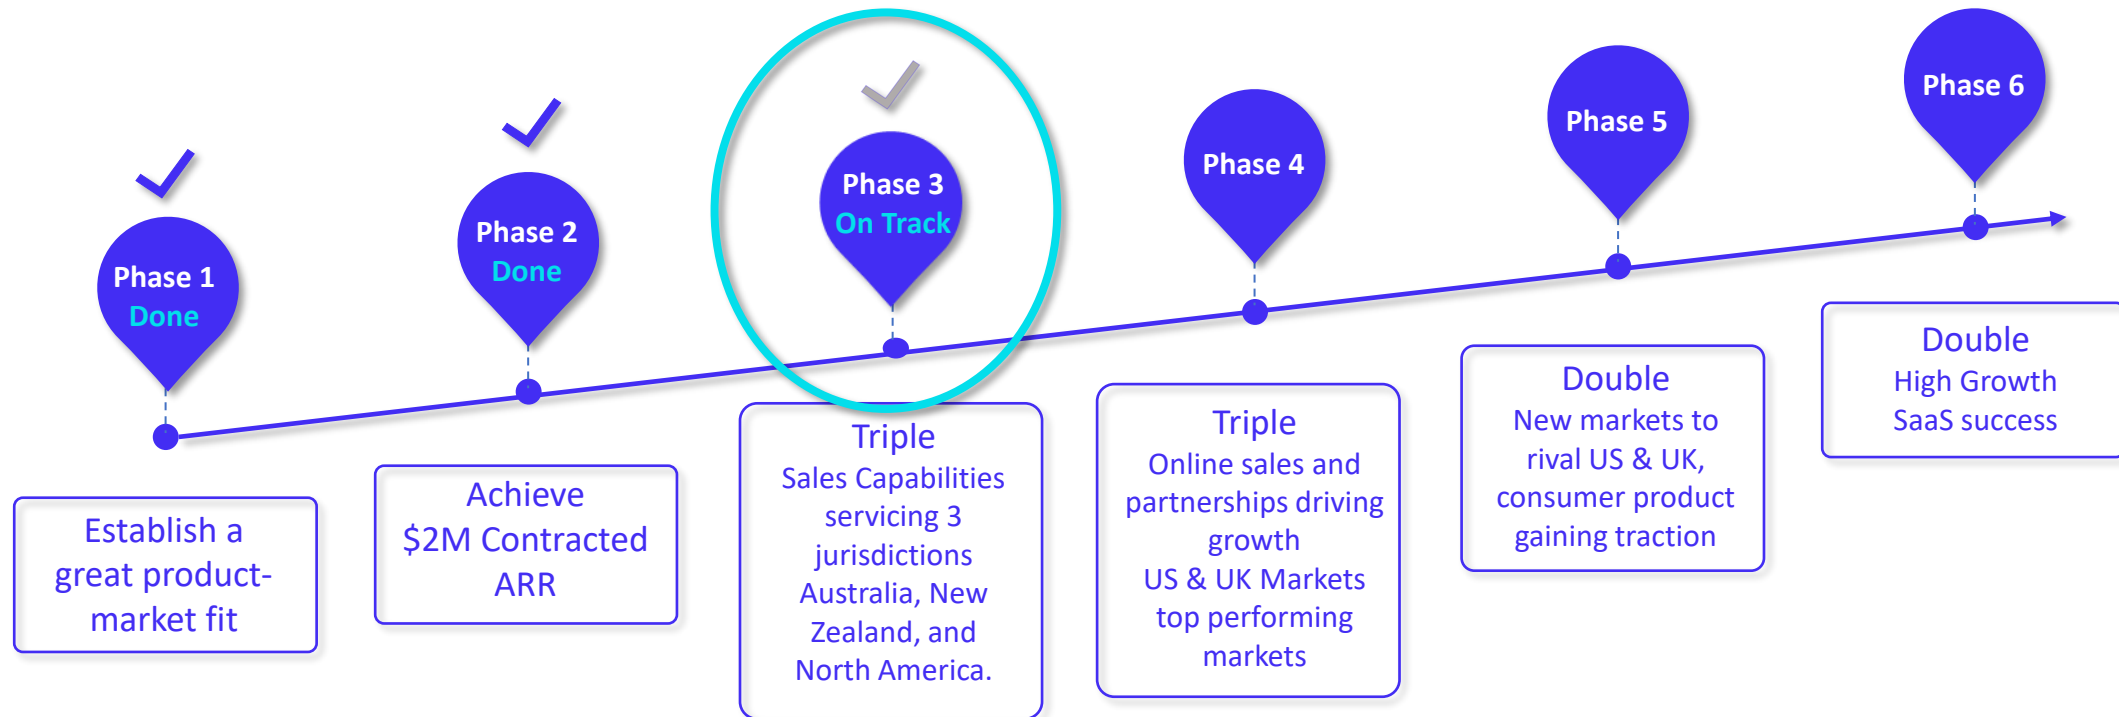 Phase 1
Done
Phase 2
Done
Phase 3
On Track
Phase 4
Phase 5
Phase 6
Establish a
great product-
market fit
Achieve
$2M Contracted
ARR
Triple
Sales Capabilities
servicing 3
jurisdictions
Australia, New
Zealand, and
North America.
Triple
Online sales and
partnerships driving
growth
US & UK Markets
top performing
markets
Double
New markets to
rival US & UK,
consumer product
gaining traction
Double
High Growth
SaaS success